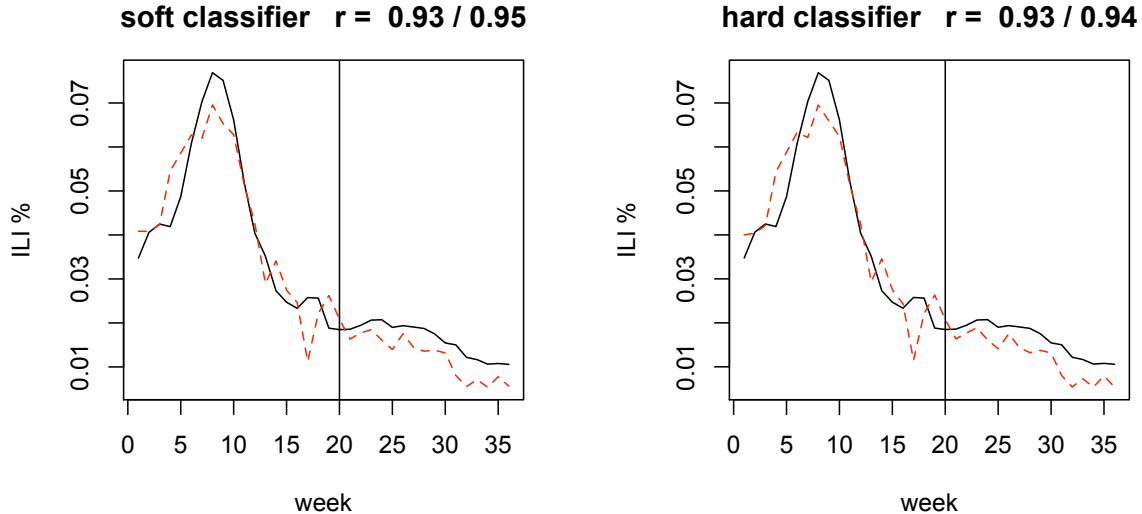 soft classifier r = 0.93 / 0.95
ILI %
0.07
0.05
0.03
0.01
0 5 10 15 20 25 30 35
week
hard classifier r = 0.93 / 0.94
ILI %
0.07
0.05
0.03
0.01
0 5 10 15 20 25 30 35
week